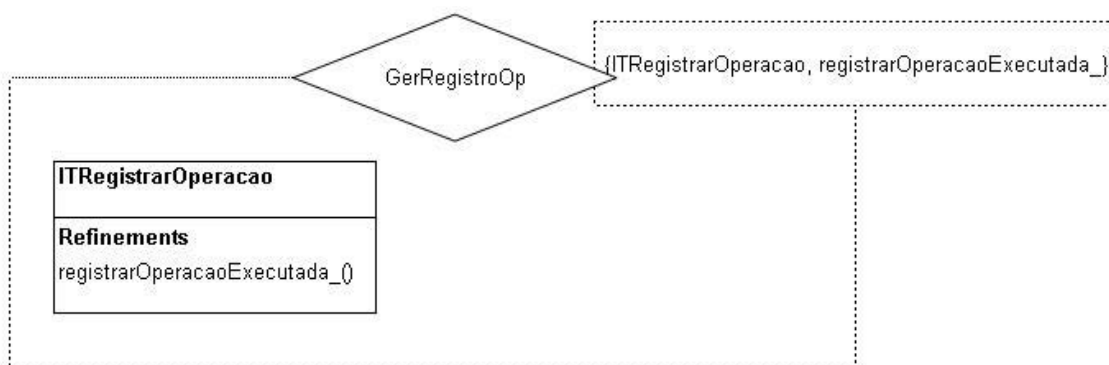 GerRegistroOp
{ITRegistrarOperacao, registrarOperacaoExecutada_}
ITRegistrarOperacao
Refinements
registrarOperacaoExecutada_()